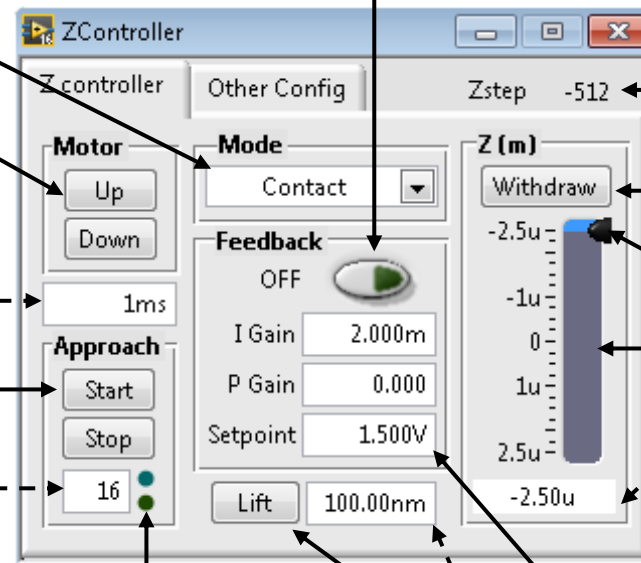 ZController
Z controller
Other Config
Zstep -512
Motor
Up
Down
1ms
Approach
Start
Stop
16
Mode
Contact
Feedback
OFF
I Gain 2.000m
P Gain 0.000
Setpoint 1.500V
Lift 100.00nm
Z (m)
Withdraw
-2.5u
-1u
0
1u
2.5u
-2.50u